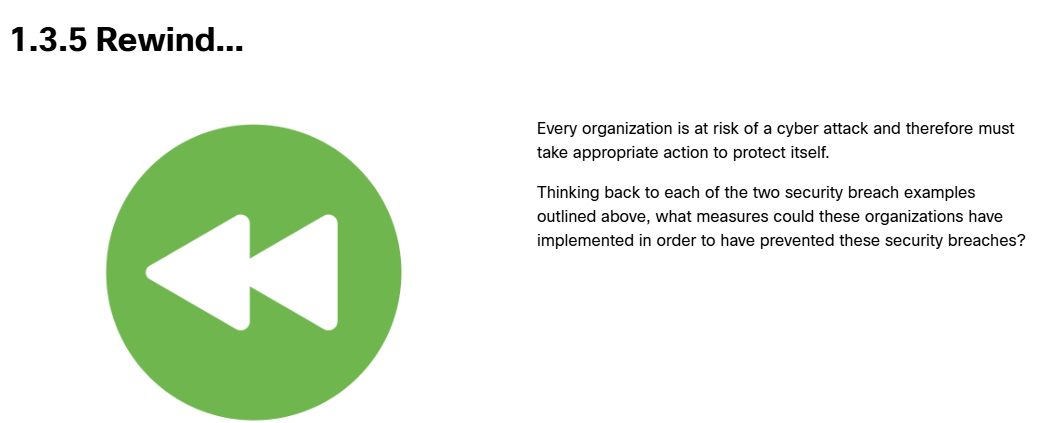 1.3.5 Rewind...
Every organization is at risk of a cyber attack and therefore must
take appropriate action to protect itself.
Thinking back to each of the two security breach examples
outlined above, what measures could these organizations have
implemented in order to have prevented these security breaches?